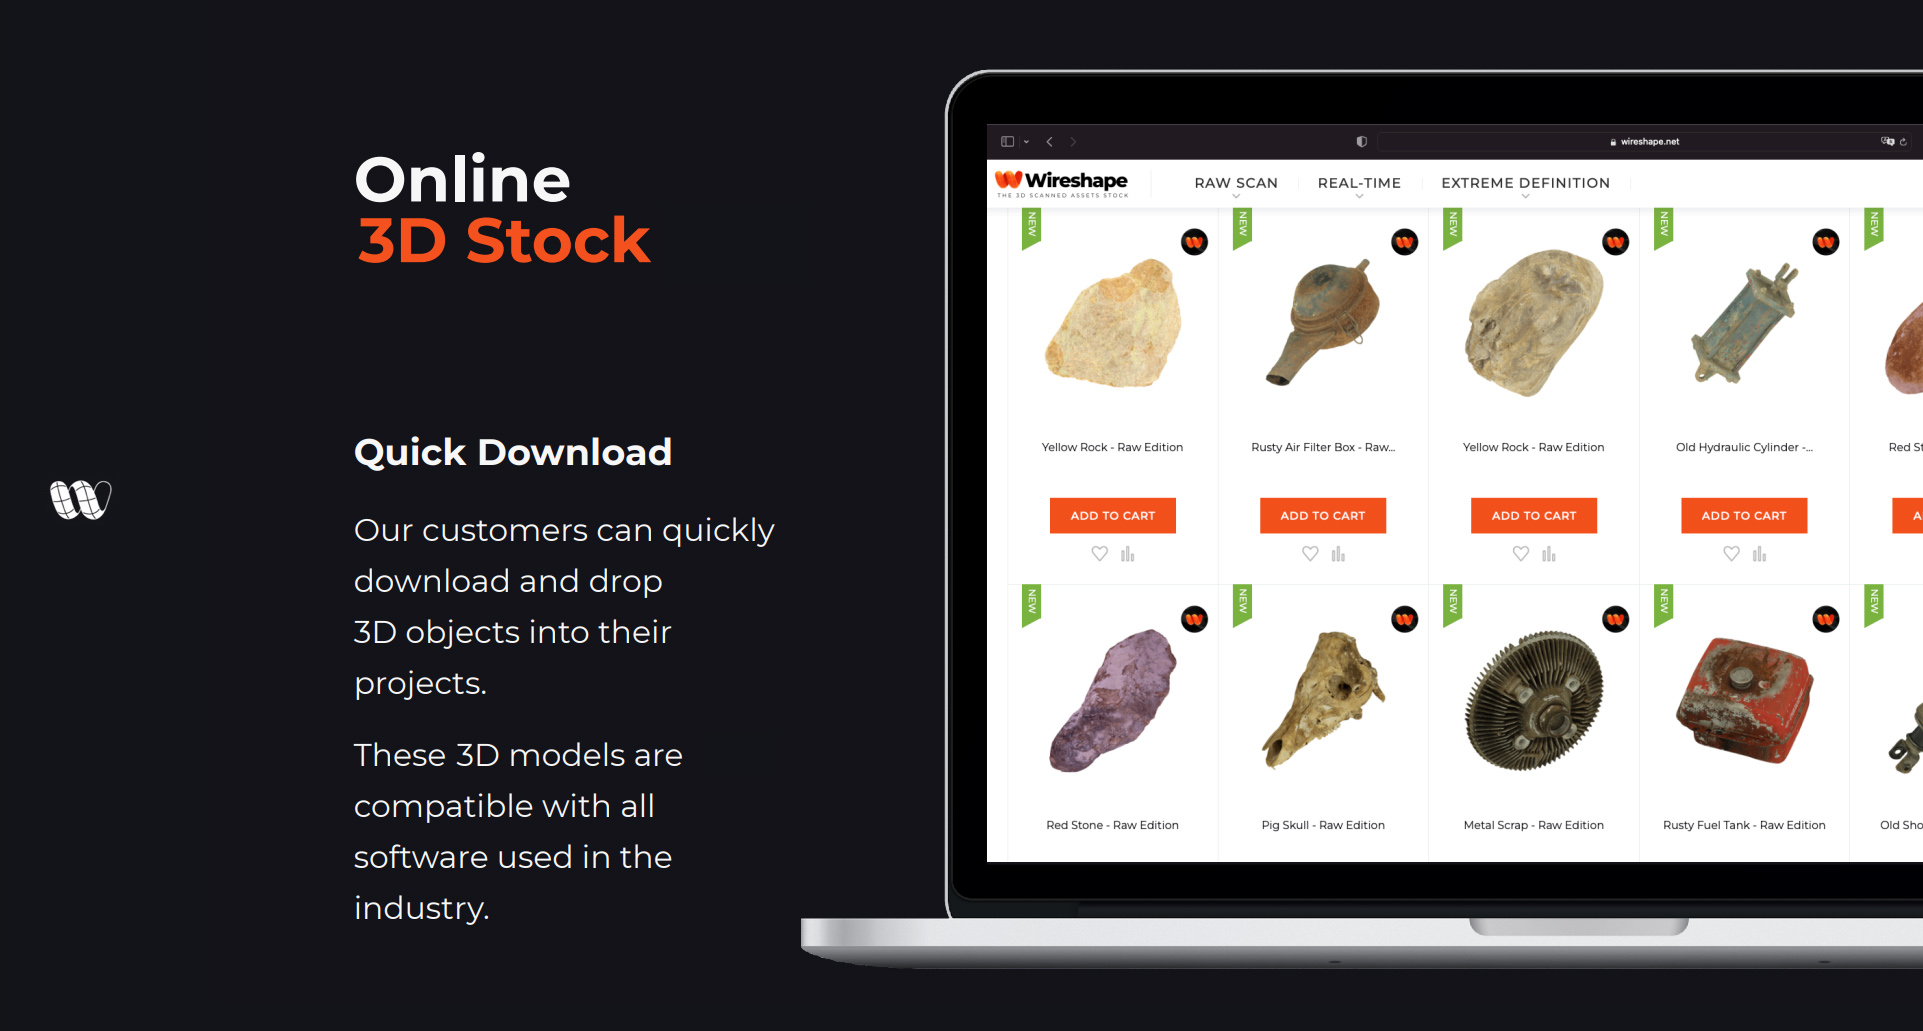 Online
3D Stock
Quick Download
Our customers can quickly
download and drop
3D objects into their
projects.
These 3D models are
compatible with all
software used in the
industry.
wireshape.net
Wireshape
THE 3D SCANNED ASSETS STOCK
RAW SCAN
REAL-TIME
EXTREME DEFINITION
NEW
NEW
NEW
NEW
NEW
Yellow Rock - Raw Edition
Rusty Air Filter Box - Raw...
Yellow Rock - Raw Edition
Old Hydraulic Cylinder -...
Red St
ADD TO CART
ADD TO CART
ADD TO CART
ADD TO CART
A
NEW
NEW
NEW
NEW
NEW
Red Stone - Raw Edition
Pig Skull - Raw Edition
Metal Scrap - Raw Edition
Rusty Fuel Tank - Raw Edition
Old Sho